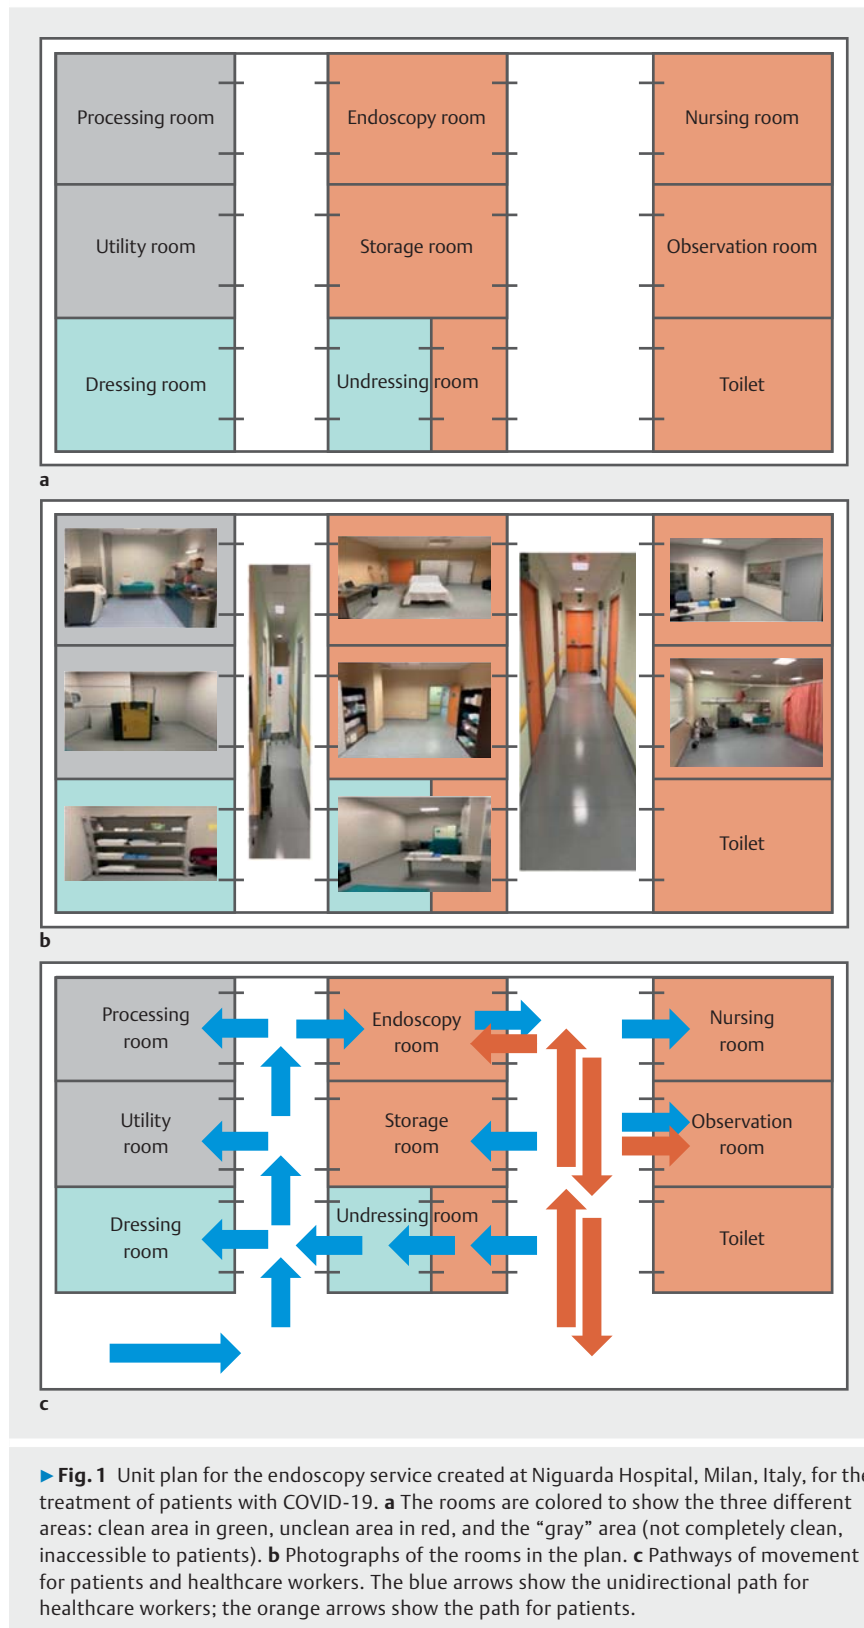 Processing room
Endoscopy room
Nursing room
Utility room
Storage room
Observation room
Dressing room
Undressing room
Toilet
a
Toilet
b
Processing
room
Endoscopy
room
Nursing
room
Utility
room
Storage
room
Observation
room
Dressing
room
Undressing room
Toilet
c
►Fig. 1 Unit plan for the endoscopy service created at Niguarda Hospital, Milan, Italy, for the
treatment of patients with COVID-19. a The rooms are colored to show the three different
areas: clean area in green, unclean area in red, and the “gray” area (not completely clean,
inaccessible to patients). b Photographs of the rooms in the plan. c Pathways of movement
for patients and healthcare workers. The blue arrows show the unidirectional path for
healthcare workers; the orange arrows show the path for patients.